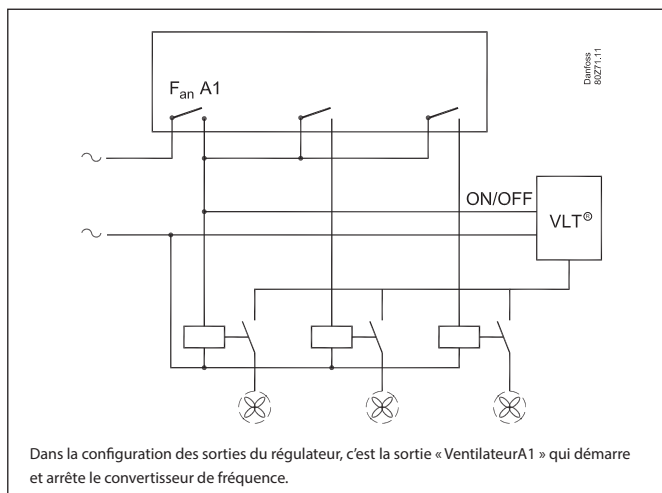 Danfoss
80Z71.11
Fan A1
ON/OFF
VLT®
Dans la configuration des sorties du régulateur, c'est la sortie « VentilateurA1 » qui démarre
et arrête le convertisseur de fréquence.